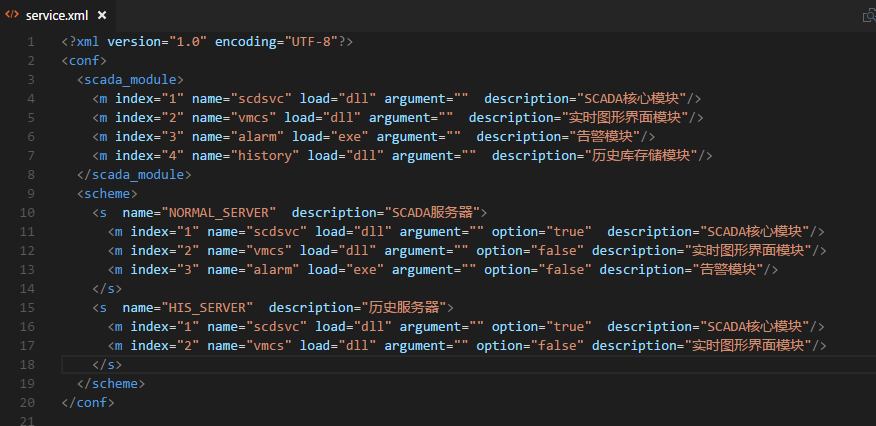 service.xml
1 <?xml version="1.0" encoding="UTF-8"?>
2 <conf>
3 <scada_module>
4 <m index="1" name="scdsvc" load="dll" argument=""  description="SCADA核心模块"/>
5 <m index="2" name="vmcs" load="dll" argument=""  description="实时图形界面模块"/>
6 <m index="3" name="alarm" load="exe" argument=""  description="告警模块"/>
7 <m index="4" name="history" load="dll" argument=""  description="历史库存储模块"/>
8 </scada_module>
9 <scheme>
10 <s  name="NORMAL_SERVER"  description="SCADA服务器">
11 <m index="1" name="scdsvc" load="dll" argument="" option="true"  description="SCADA核心模块"/>
12 <m index="2" name="vmcs" load="dll" argument="" option="false" description="实时图形界面模块"/>
13 <m index="3" name="alarm" load="exe" argument="" option="false" description="告警模块"/>
14 </s>
15 <s  name="HIS_SERVER"  description="历史服务器">
16 <m index="1" name="scdsvc" load="dll" argument="" option="true"  description="SCADA核心模块"/>
17 <m index="2" name="vmcs" load="dll" argument="" option="false" description="实时图形界面模块"/>
18 </s>
19 </scheme>
20 </conf>
21